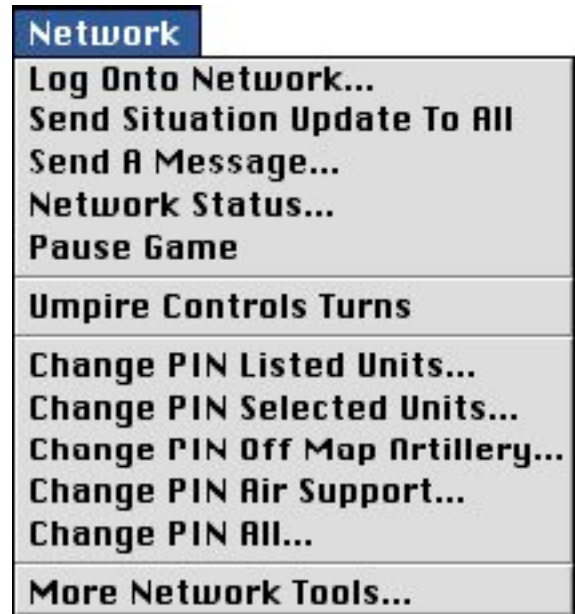 Network
Log Onto Network...
Send Situation Update To All
Send A Message...
Network Status...
Pause Game
Umpire Controls Turns
Change PIN Listed Units...
Change PIN Selected Units...
Change PIN Off Map Artillery...
Change PIN Air Support...
Change PIN All...
More Network Tools...